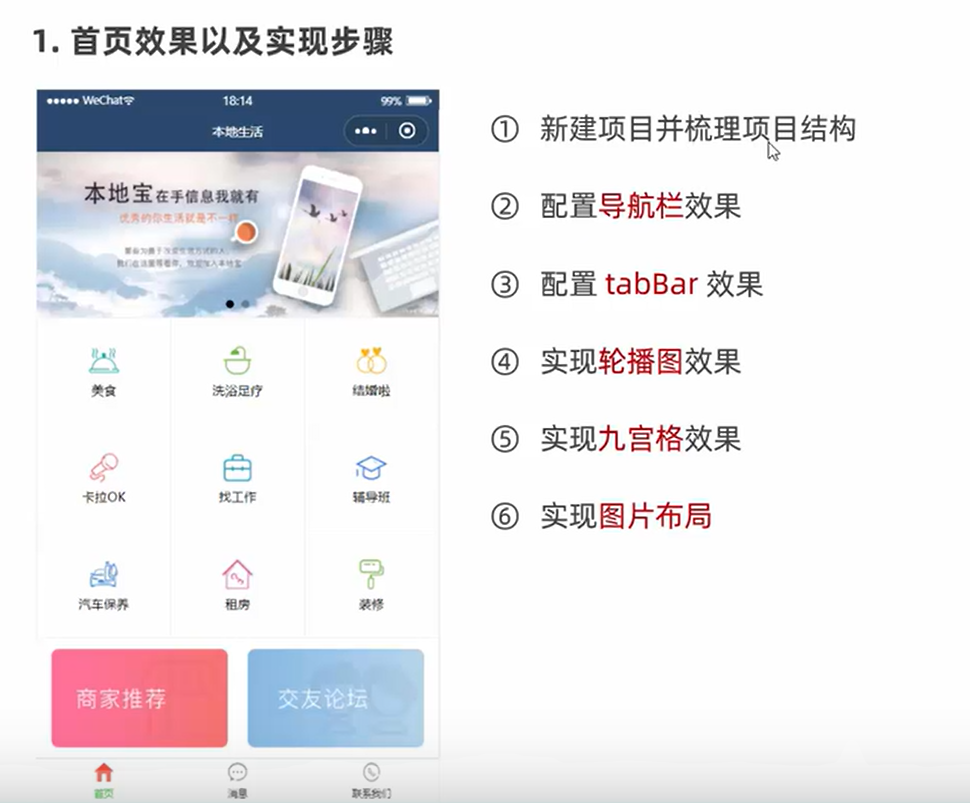 1. 首页效果以及实现步骤
WeChat 18:14 99%
本地生活
本地宝在手信息我就有
优秀的你生活就是不一样
美食 洗浴足疗 结婚啦
卡拉OK 找工作 辅导班
汽车保养 租房 装修
商家推荐 交友论坛
首页 消息 联系我们
① 新建项目并梳理项目结构
② 配置导航栏效果
③ 配置 tabBar 效果
④ 实现轮播图效果
⑤ 实现九宫格效果
⑥ 实现图片布局